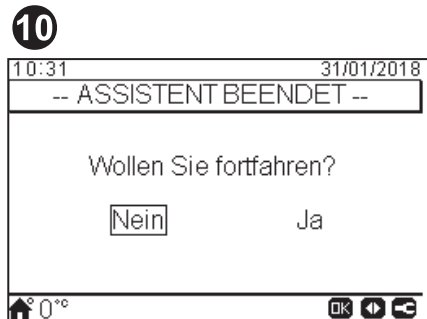 10
10:31 31/01/2018
-- ASSISTENT BEENDET --
Wollen Sie fortfahren?
Nein Ja
0°c OK